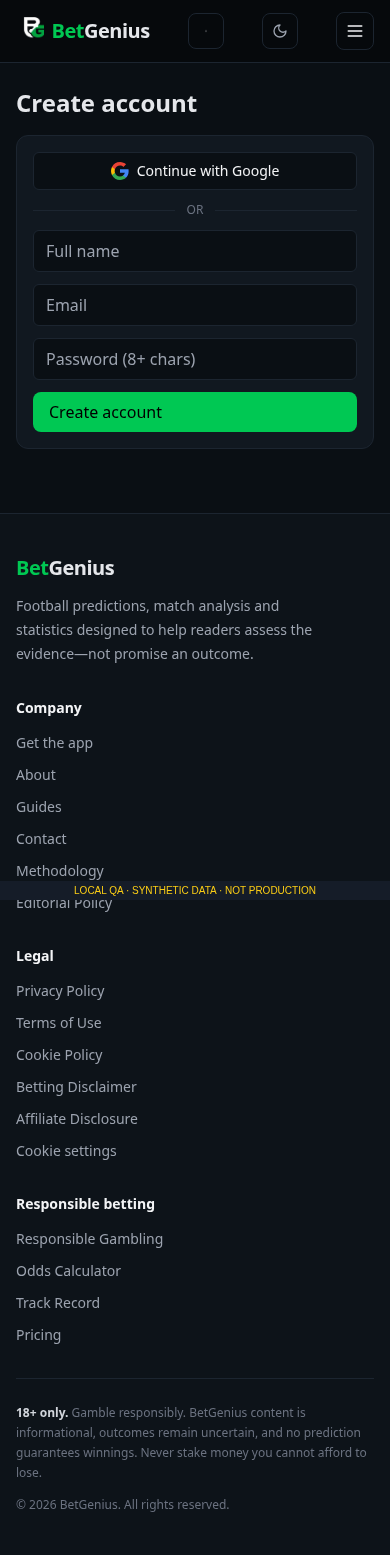 BetGenius
Create account
Continue with Google
OR
Full name
Email
Password (8+ chars)
Create account
BetGenius
Football predictions, match analysis and
statistics designed to help readers assess the
evidence—not promise an outcome.
Company
Get the app
About
Guides
Contact
Methodology
LOCAL QA · SYNTHETIC DATA · NOT PRODUCTION
Editorial Policy
Legal
Privacy Policy
Terms of Use
Cookie Policy
Betting Disclaimer
Affiliate Disclosure
Cookie settings
Responsible betting
Responsible Gambling
Odds Calculator
Track Record
Pricing
18+ only. Gamble responsibly. BetGenius content is
informational, outcomes remain uncertain, and no prediction
guarantees winnings. Never stake money you cannot afford to
lose.
© 2026 BetGenius. All rights reserved.